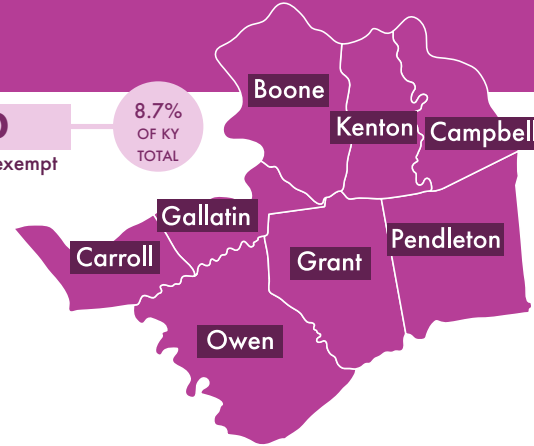 Boone
8.7%
OF KY
TOTAL
Kenton
Campbell
exempt
Gallatin
Pendleton
Carroll
Grant
Owen